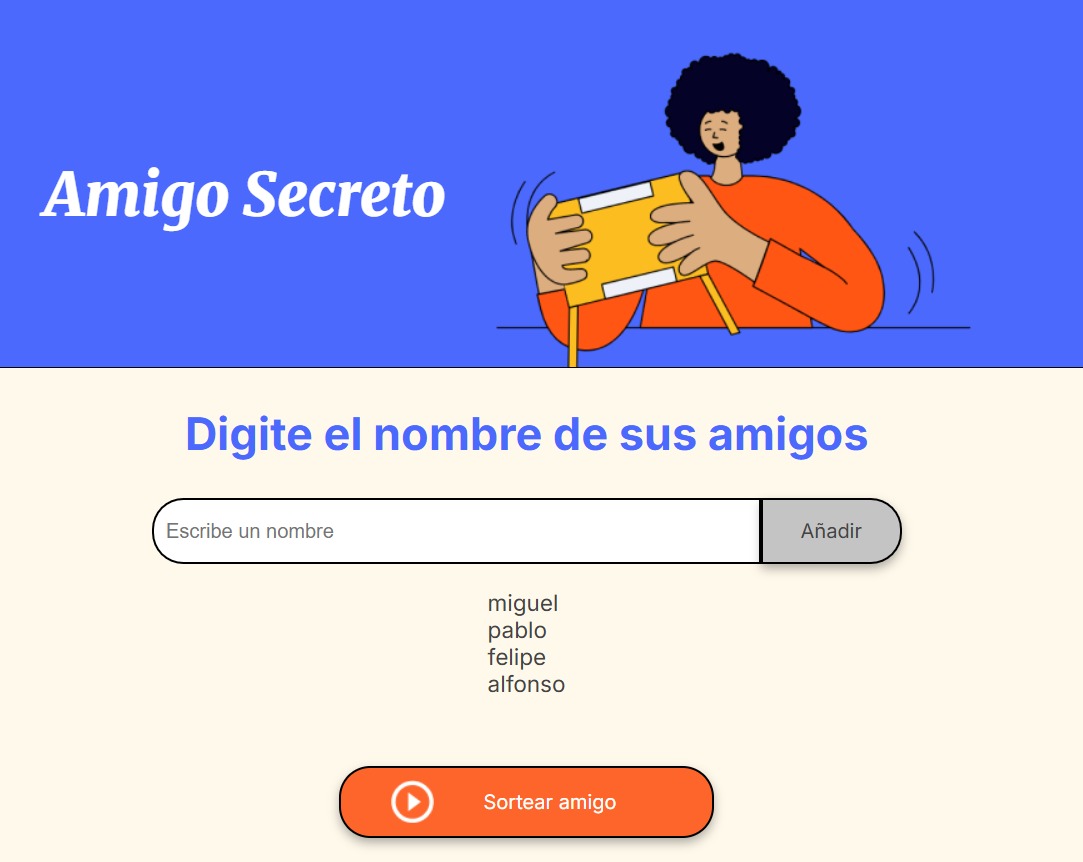 Amigo Secreto
Digite el nombre de sus amigos
Escribe un nombre
Añadir
miguel
pablo
felipe
alfonso
Sortear amigo